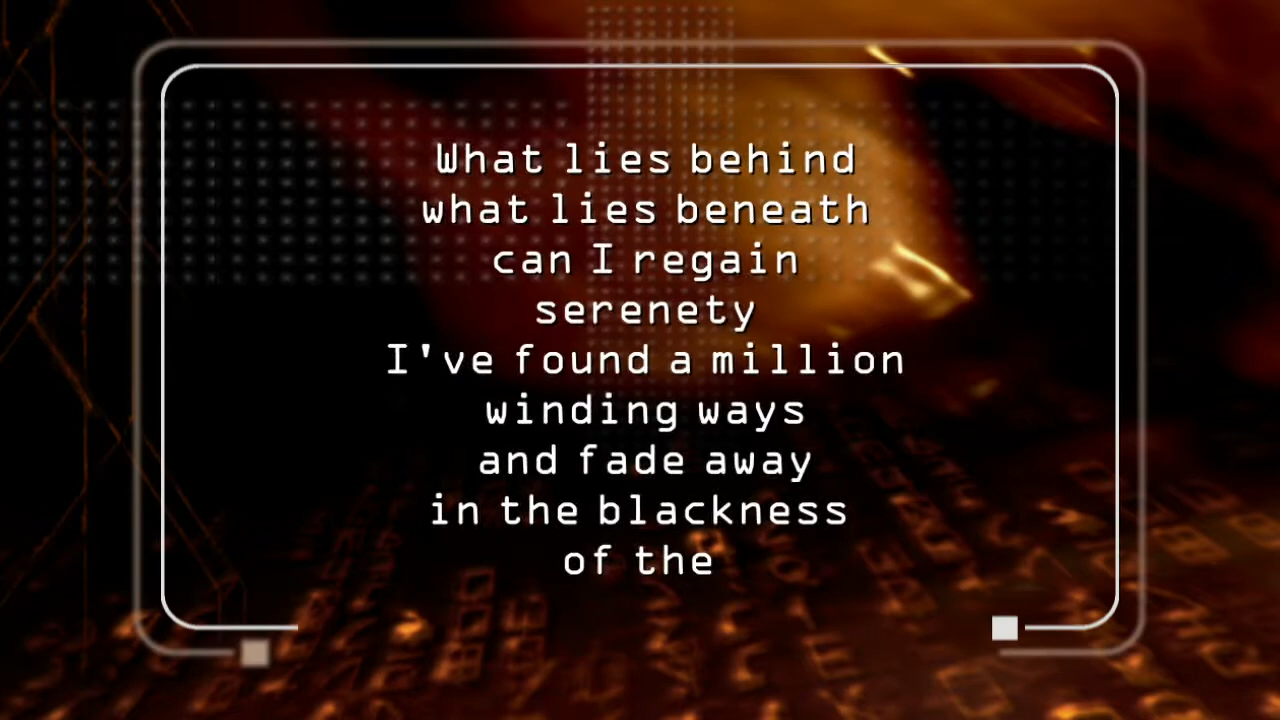 What lies behind
what lies beneath
can I regain
serenety
I've found a million
winding ways
and fade away
in the blackness
of the